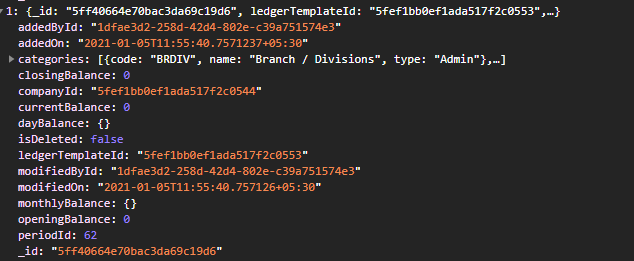 1: {_id: "5ff40664e70bac3da69c19d6", ledgerTemplateId: "5fef1bb0ef1ada517f2c0553",…}
addedById: "1dfae3d2-258d-42d4-802e-c39a751574e3"
addedOn: "2021-01-05T11:55:40.7571237+05:30"
categories: [{code: "BRDIV", name: "Branch / Divisions", type: "Admin"},…]
closingBalance: 0
companyId: "5fef1bb0ef1ada517f2c0544"
currentBalance: 0
dayBalance: {}
isDeleted: false
ledgerTemplateId: "5fef1bb0ef1ada517f2c0553"
modifiedById: "1dfae3d2-258d-42d4-802e-c39a751574e3"
modifiedOn: "2021-01-05T11:55:40.757126+05:30"
monthlyBalance: {}
openingBalance: 0
periodId: 62
_id: "5ff40664e70bac3da69c19d6"